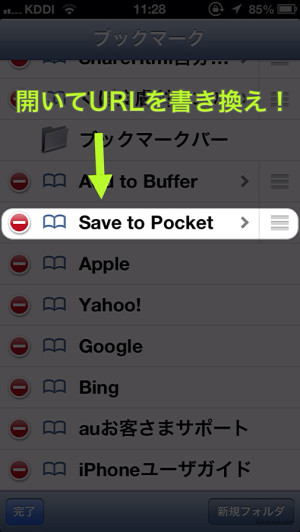 KDDI 11:28 85%
ブックマーク
開いてURLを書き換え！
ブックマークバー
Add to Buffer
Save to Pocket
Apple
Yahoo!
Google
Bing
auお客さまサポート
iPhoneユーザガイド
完了 新規フォルダ